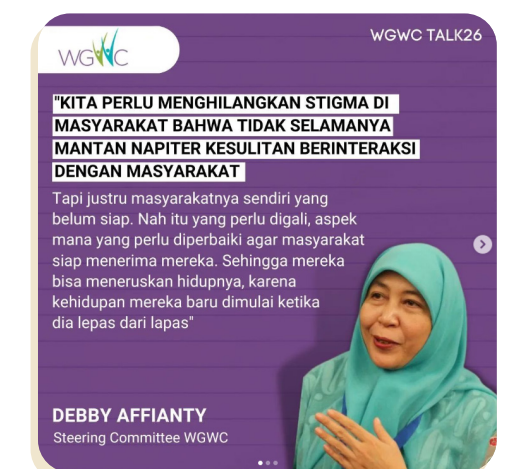 WGWC
WGWC TALK26
"KITA PERLU MENGHILANGKAN STIGMA DI
MASYARAKAT BAHWA TIDAK SELAMANYA
MANTAN NAPITER KESULITAN BERINTERAKSI
DENGAN MASYARAKAT
Tapi justru masyarakatnya sendiri yang
belum siap. Nah itu yang perlu digali, aspek
mana yang perlu diperbaiki agar masyarakat
siap menerima mereka. Sehingga mereka
bisa meneruskan hidupnya, karena
kehidupan mereka baru dimulai ketika
dia lepas dari lapas"
DEBBY AFFIANTY
Steering Committee WGWC